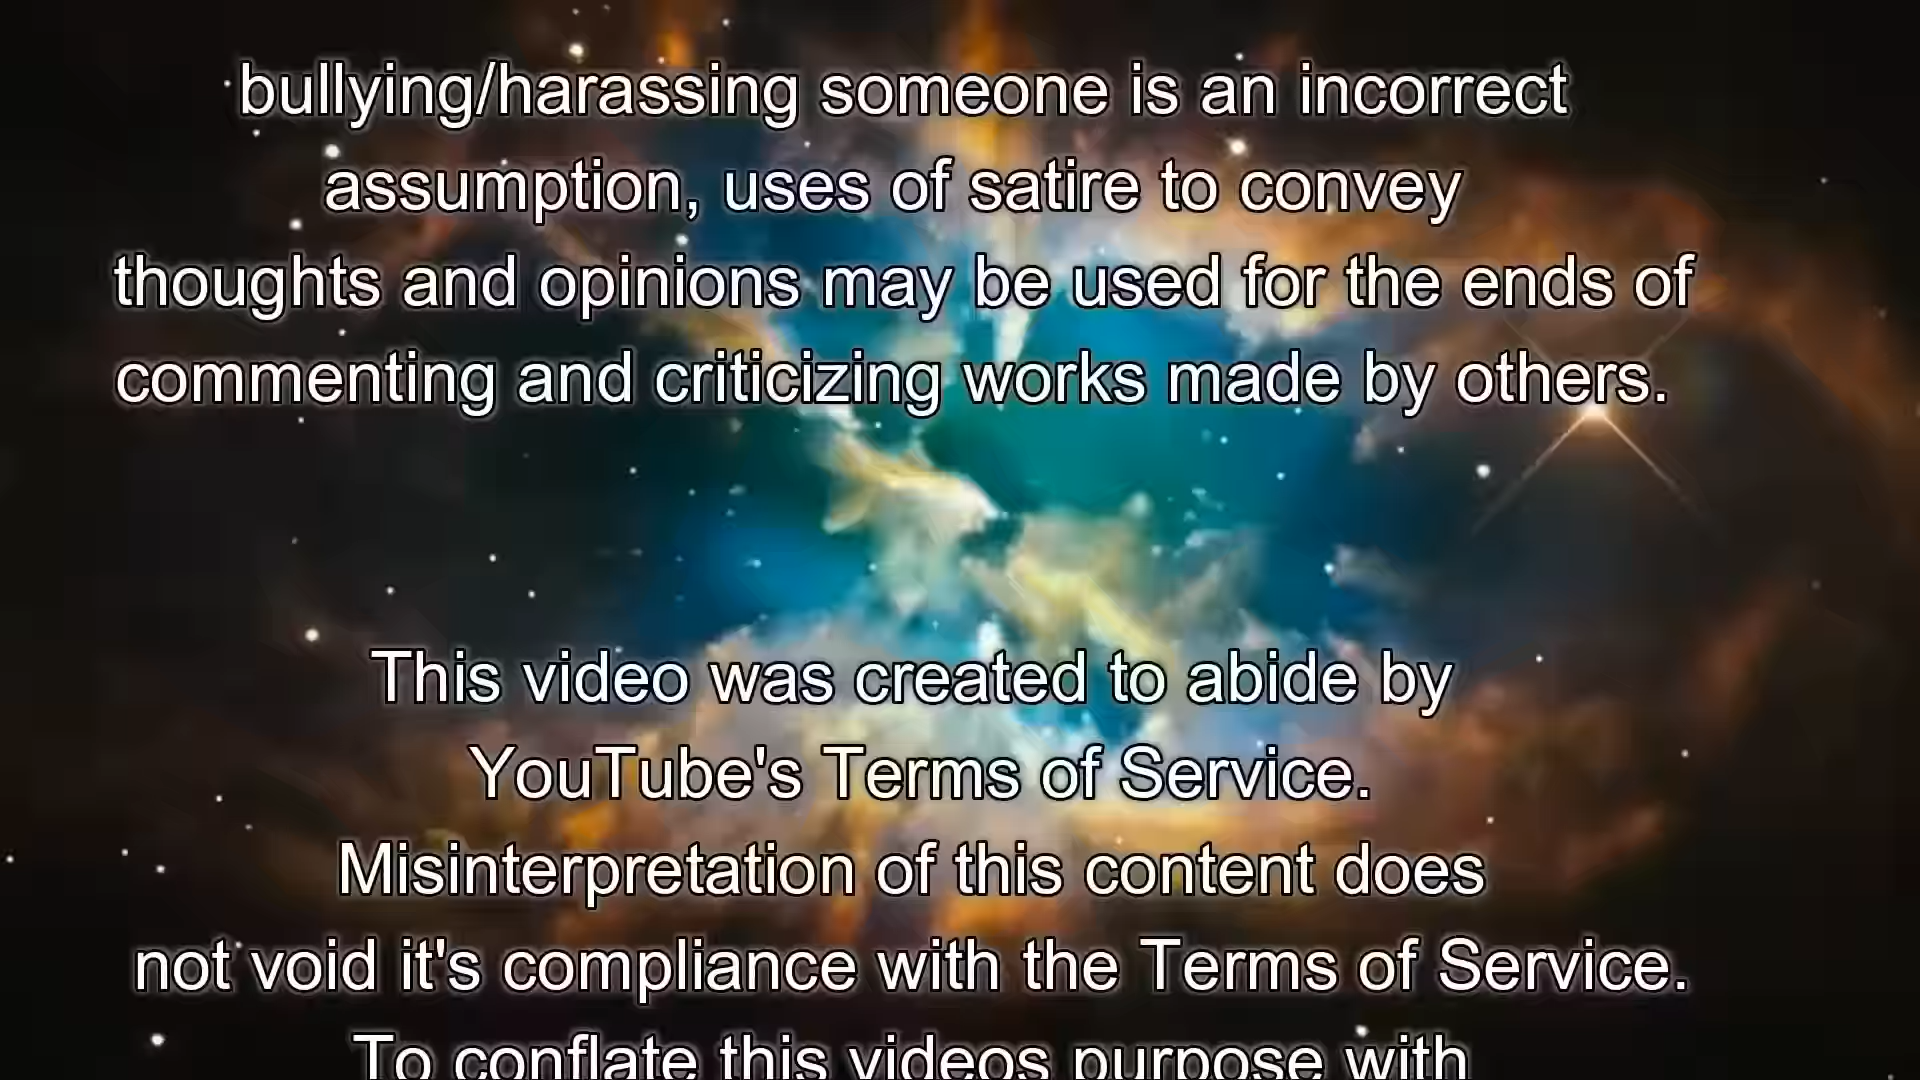 bullying/harassing someone is an incorrect
assumption, uses of satire to convey
thoughts and opinions may be used for the ends of
commenting and criticizing works made by others.
This video was created to abide by
YouTube's Terms of Service.
Misinterpretation of this content does
not void it's compliance with the Terms of Service.
To conflate this videos purpose with